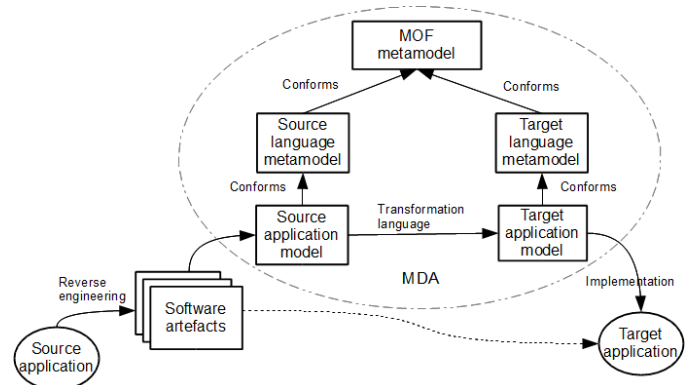 MOF
metamodel
Conforms
Conforms
Source
language
metamodel
Target
language
metamodel
Conforms
Conforms
Source
application
model
Transformation
language
Target
application
model
MDA
Reverse
engineering
Implementation
Software
artefacts
Source
application
Target
application